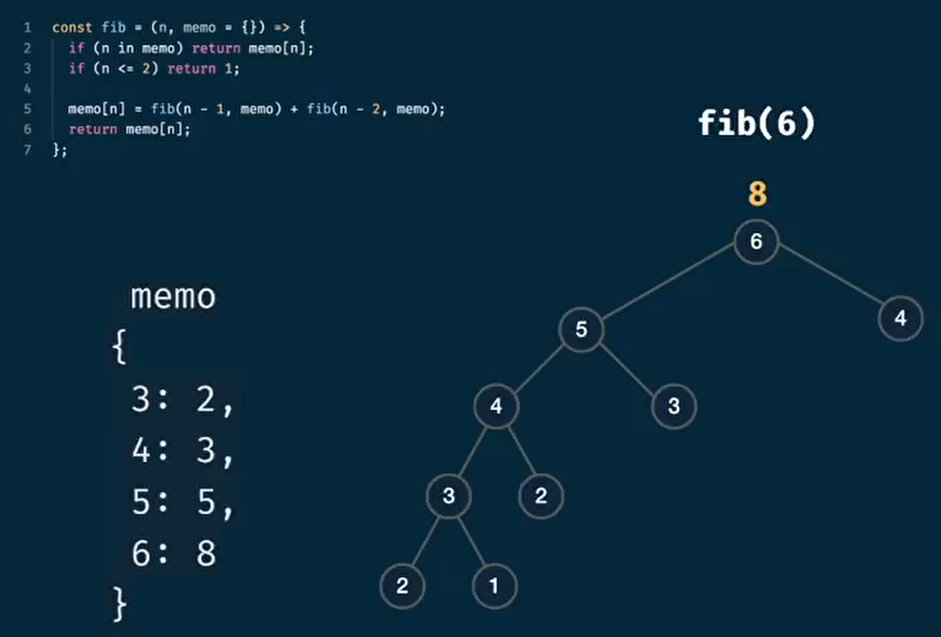 1 const fib = (n, memo = {}) => {
2 if (n in memo) return memo[n];
3 if (n <= 2) return 1;
4
5 memo[n] = fib(n - 1, memo) + fib(n - 2, memo);
6 return memo[n];
7 };
fib(6)
8
6
5
4
4
3
3
2
2
1
memo
{
3: 2,
4: 3,
5: 5,
6: 8
}